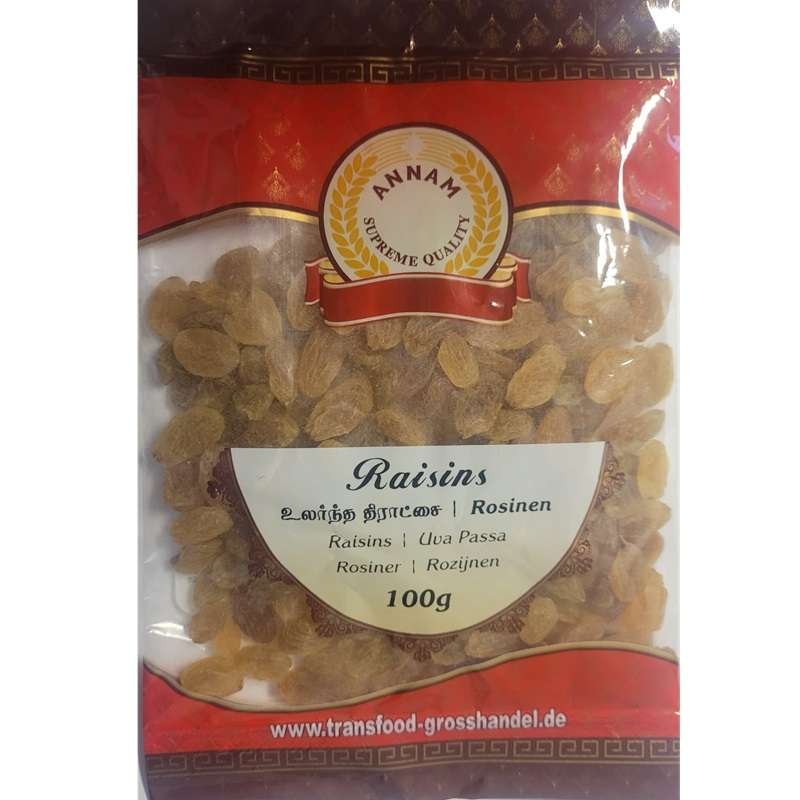 ANNAM
SUPREME QUALITY
Raisins
உலர்ந்த திராட்சை | Rosinen
Raisins | Uva Passa
Rosiner | Rozijnen
100g
www.transfood-grosshandel.de